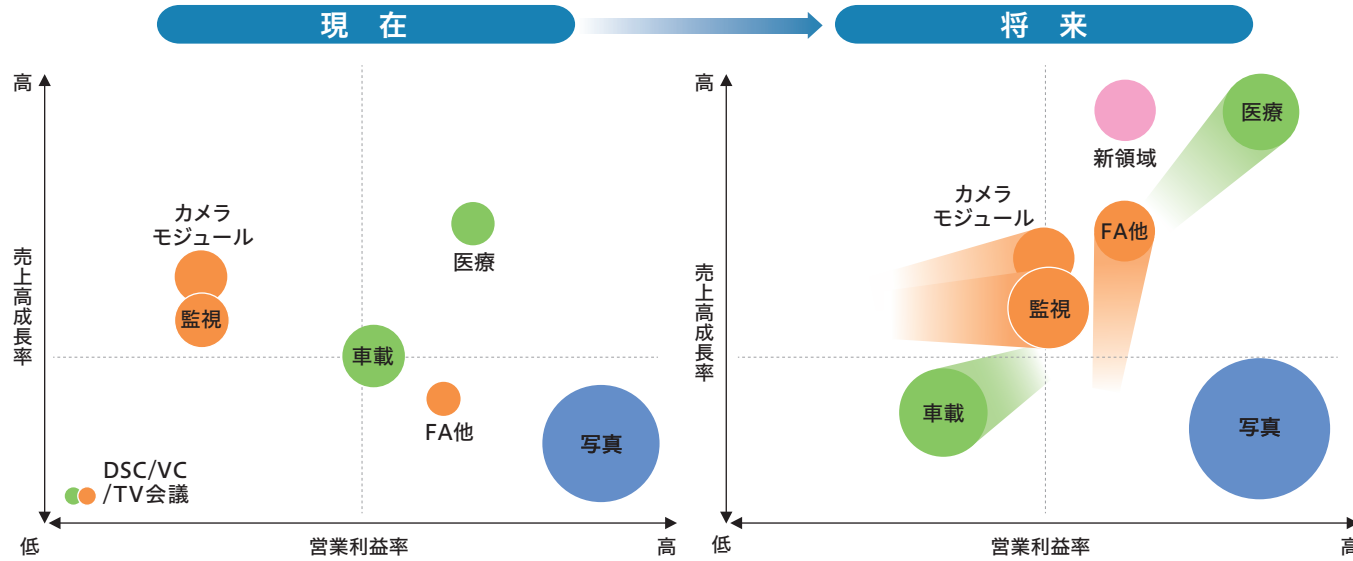 現 在
将 来
高
カメラ
モジュール
監視
医療
車載
FA他
写真
DSC/VC
/TV会議
売上高成長率
低
営業利益率
高
高
新領域
医療
カメラ
モジュール
FA他
監視
車載
写真
売上高成長率
低
営業利益率
高